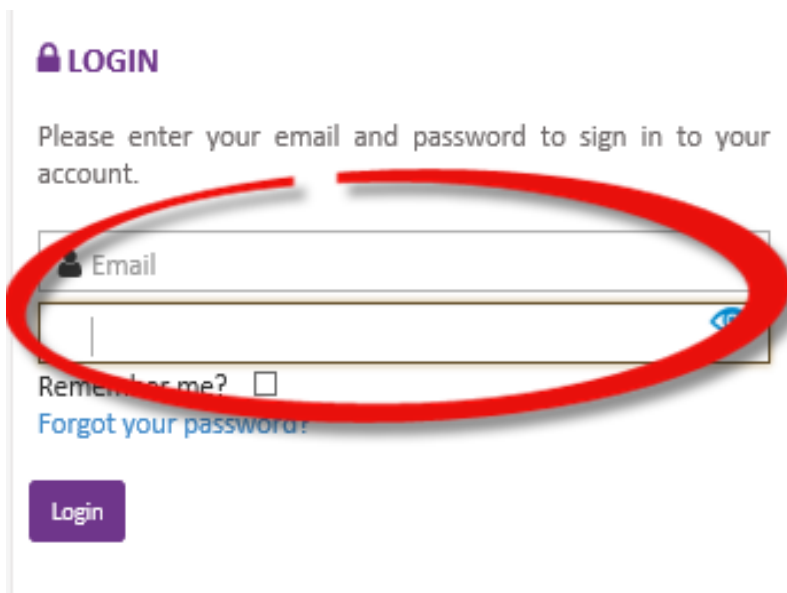 LOGIN
Please enter your email and password to sign in to your
account.
Email
Remember me?
Forgot your password?
Login